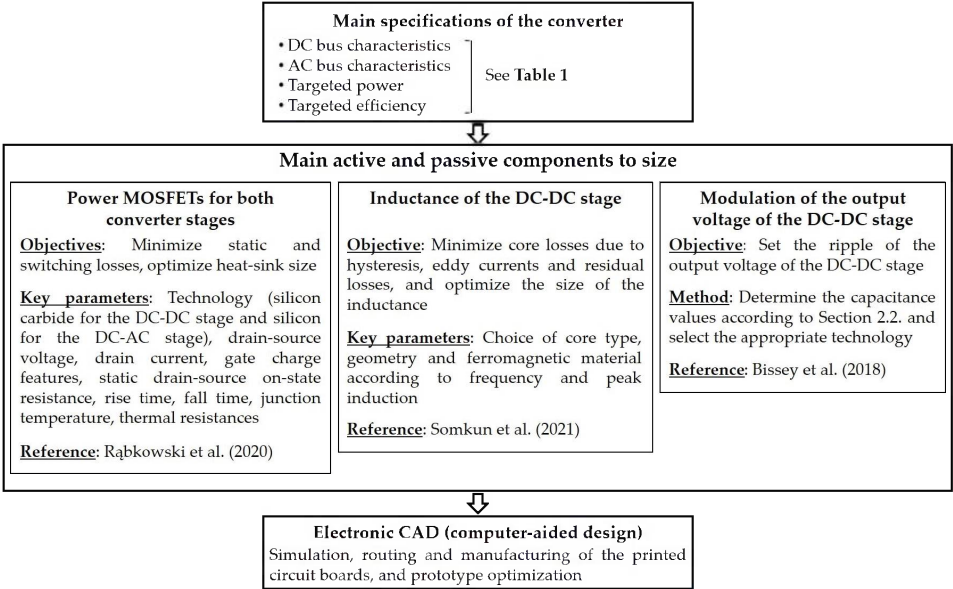 Main specifications of the converter
• DC bus characteristics
• AC bus characteristics
• Targeted power
• Targeted efficiency
See Table 1
Main active and passive components to size
Power MOSFETs for both
converter stages
Objectives: Minimize static and
switching losses, optimize heat-sink size
Key parameters: Technology (silicon
carbide for the DC-DC stage and silicon
for the DC-AC stage), drain-source
voltage, drain current, gate charge
features, static drain-source on-state
resistance, rise time, fall time, junction
temperature, thermal resistances
Reference: Rąbkowski et al. (2020)
Inductance of the DC-DC stage
Objective: Minimize core losses due to
hysteresis, eddy currents and residual
losses, and optimize the size of the
inductance
Key parameters: Choice of core type,
geometry and ferromagnetic material
according to frequency and peak
induction
Reference: Somkun et al. (2021)
Modulation of the output
voltage of the DC-DC stage
Objective: Set the ripple of the
output voltage of the DC-DC stage
Method: Determine the capacitance
values according to Section 2.2. and
select the appropriate technology
Reference: Bissey et al. (2018)
Electronic CAD (computer-aided design)
Simulation, routing and manufacturing of the printed
circuit boards, and prototype optimization